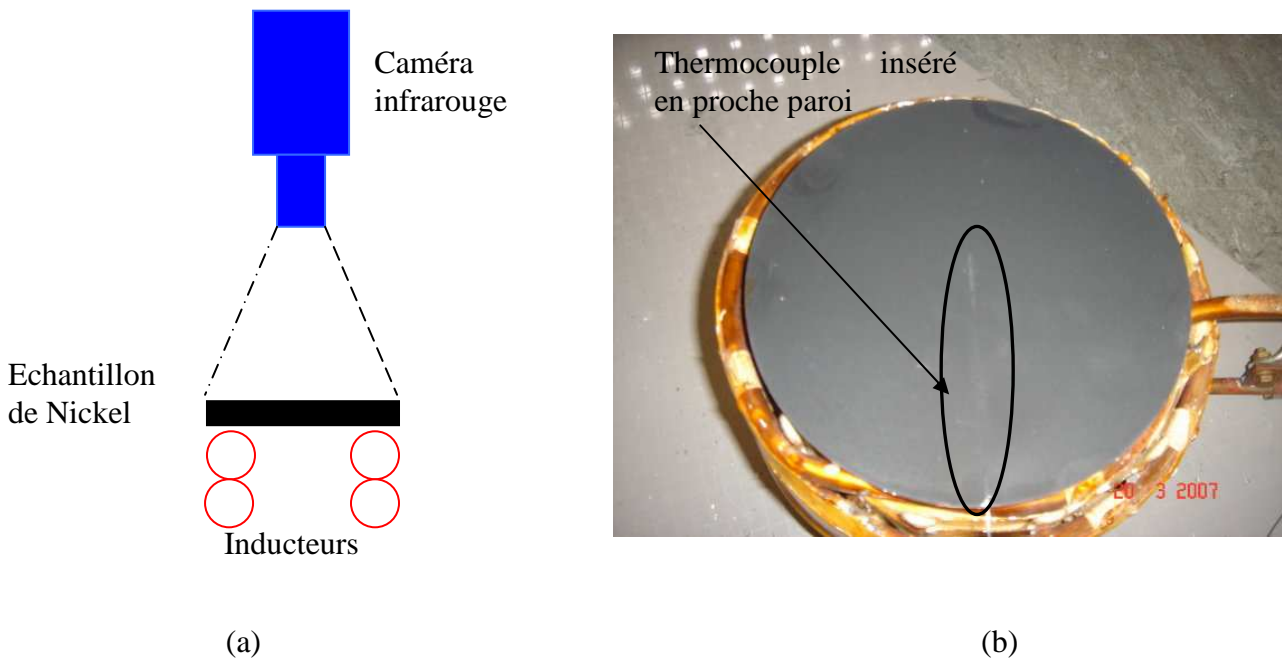 Caméra
infrarouge
Echantillon
de Nickel
Inducteurs
(a)
Thermocouple inséré
en proche paroi
20 3 2007
(b)